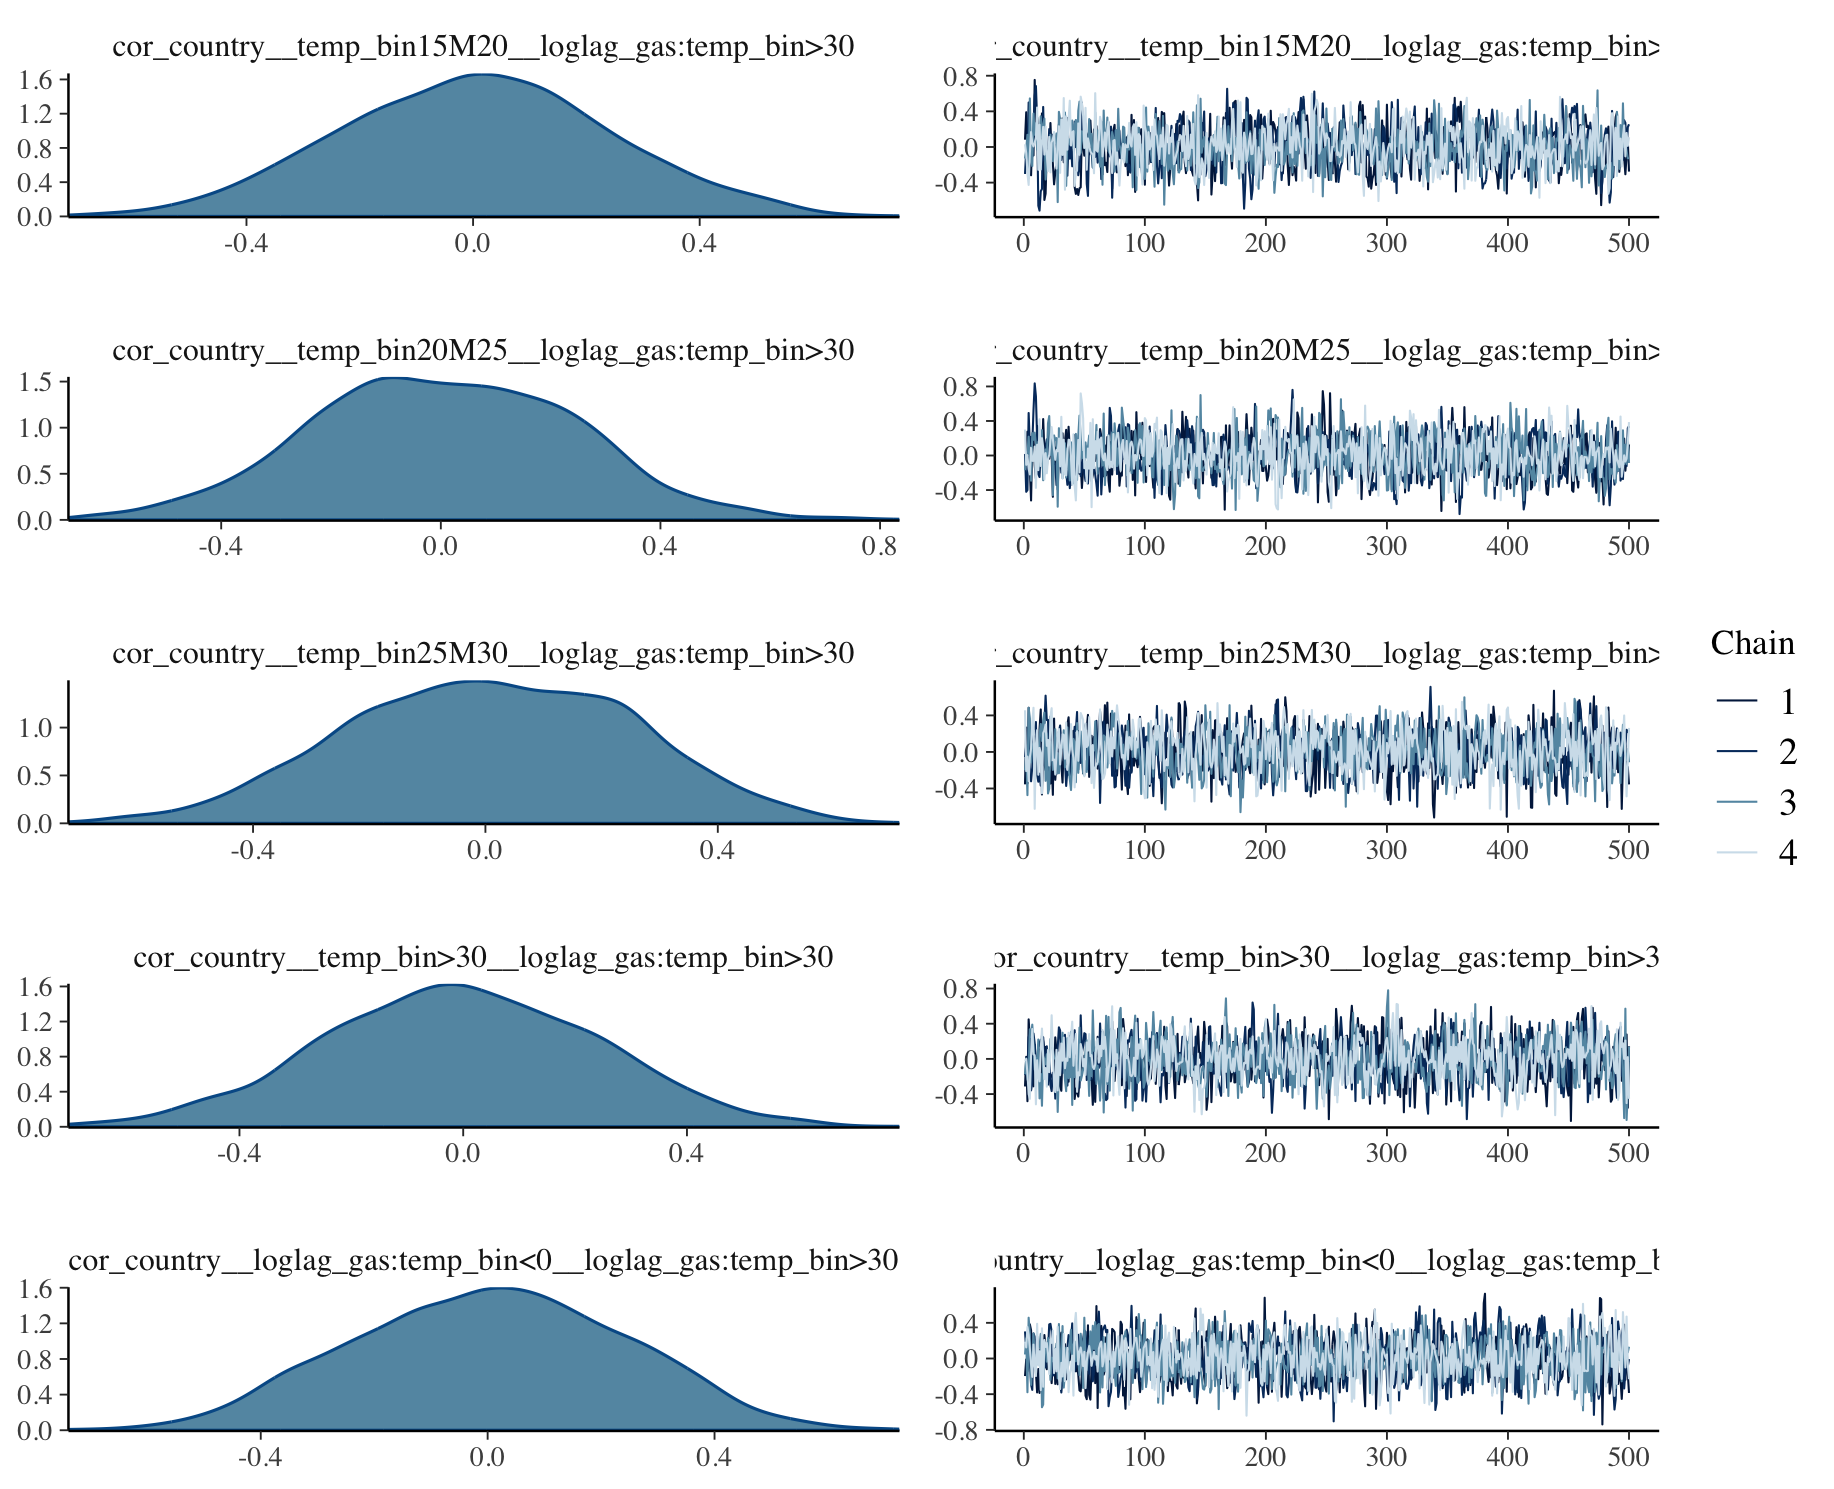 cor_country__temp_bin15M20__loglag_gas:temp_bin>30
_country__temp_bin15M20__loglag_gas:temp_bin>
1.6
1.2
0.8
0.4
0.0
-0.4 0.0 0.4
0.8
0.4
0.0
-0.4
0 100 200 300 400 500
cor_country__temp_bin20M25__loglag_gas:temp_bin>30
_country__temp_bin20M25__loglag_gas:temp_bin>
1.5
1.0
0.5
0.0
-0.4 0.0 0.4 0.8
0.8
0.4
0.0
-0.4
0 100 200 300 400 500
cor_country__temp_bin25M30__loglag_gas:temp_bin>30
_country__temp_bin25M30__loglag_gas:temp_bin>
1.0
0.5
0.0
-0.4 0.0 0.4
0.4
0.0
-0.4
0 100 200 300 400 500
Chain
1
2
3
4
cor_country__temp_bin>30__loglag_gas:temp_bin>30
or_country__temp_bin>30__loglag_gas:temp_bin>3
1.6
1.2
0.8
0.4
0.0
-0.4 0.0 0.4
0.8
0.4
0.0
-0.4
0 100 200 300 400 500
cor_country__loglag_gas:temp_bin<0__loglag_gas:temp_bin>30
ountry__loglag_gas:temp_bin<0__loglag_gas:temp_b
1.6
1.2
0.8
0.4
0.0
-0.4 0.0 0.4
0.4
0.0
-0.4
-0.8
0 100 200 300 400 500